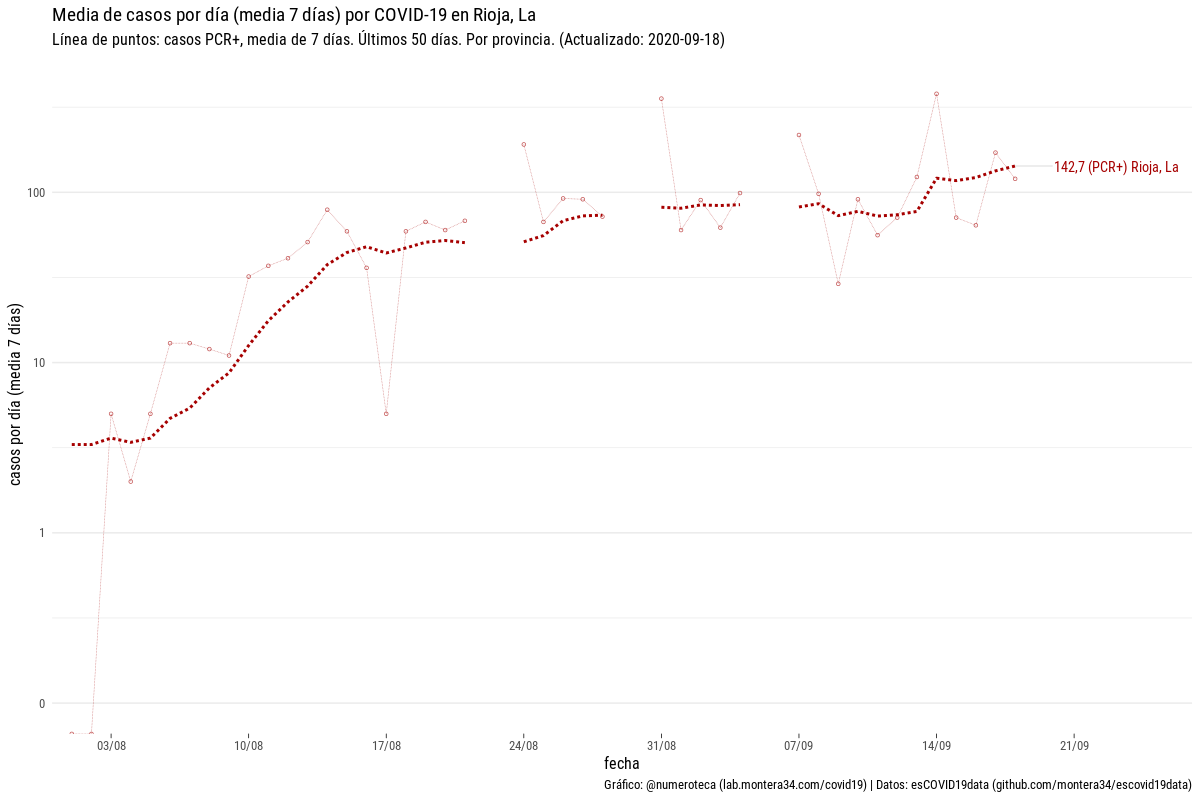 Media de casos por día (media 7 días) por COVID-19 en Rioja, La
Línea de puntos: casos PCR+, media de 7 días. Últimos 50 días. Por provincia. (Actualizado: 2020-09-18)
142,7 (PCR+) Rioja, La
100
10
1
0
casos por día (media 7 días)
03/08 10/08 17/08 24/08 31/08 07/09 14/09 21/09
fecha
Gráfico: @numeroteca (lab.montera34.com/covid19) | Datos: esCOVID19data (github.com/montera34/escovid19data)